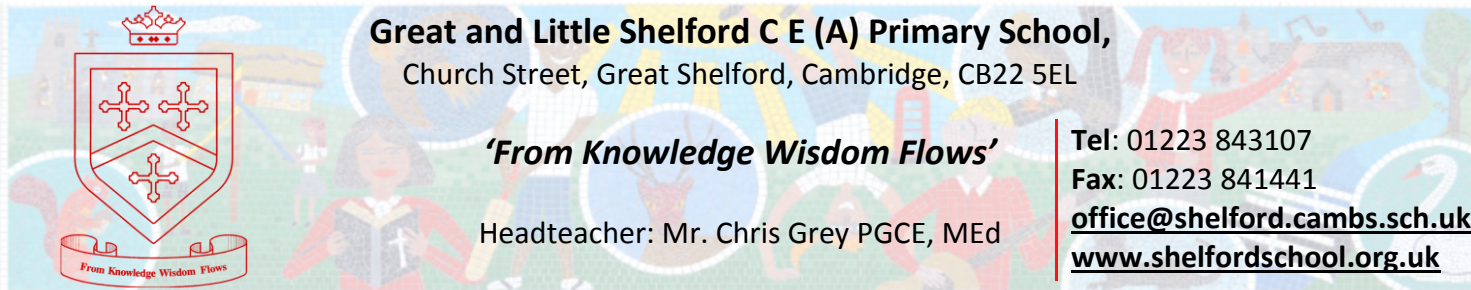 Great and Little Shelford C E (A) Primary School,
Church Street, Great Shelford, Cambridge, CB22 5EL
‘From Knowledge Wisdom Flows’
Headteacher: Mr. Chris Grey PGCE, MEd
Tel: 01223 843107
Fax: 01223 841441
office@shelford.cambs.sch.uk
www.shelfordschool.org.uk
From Knowledge Wisdom Flows